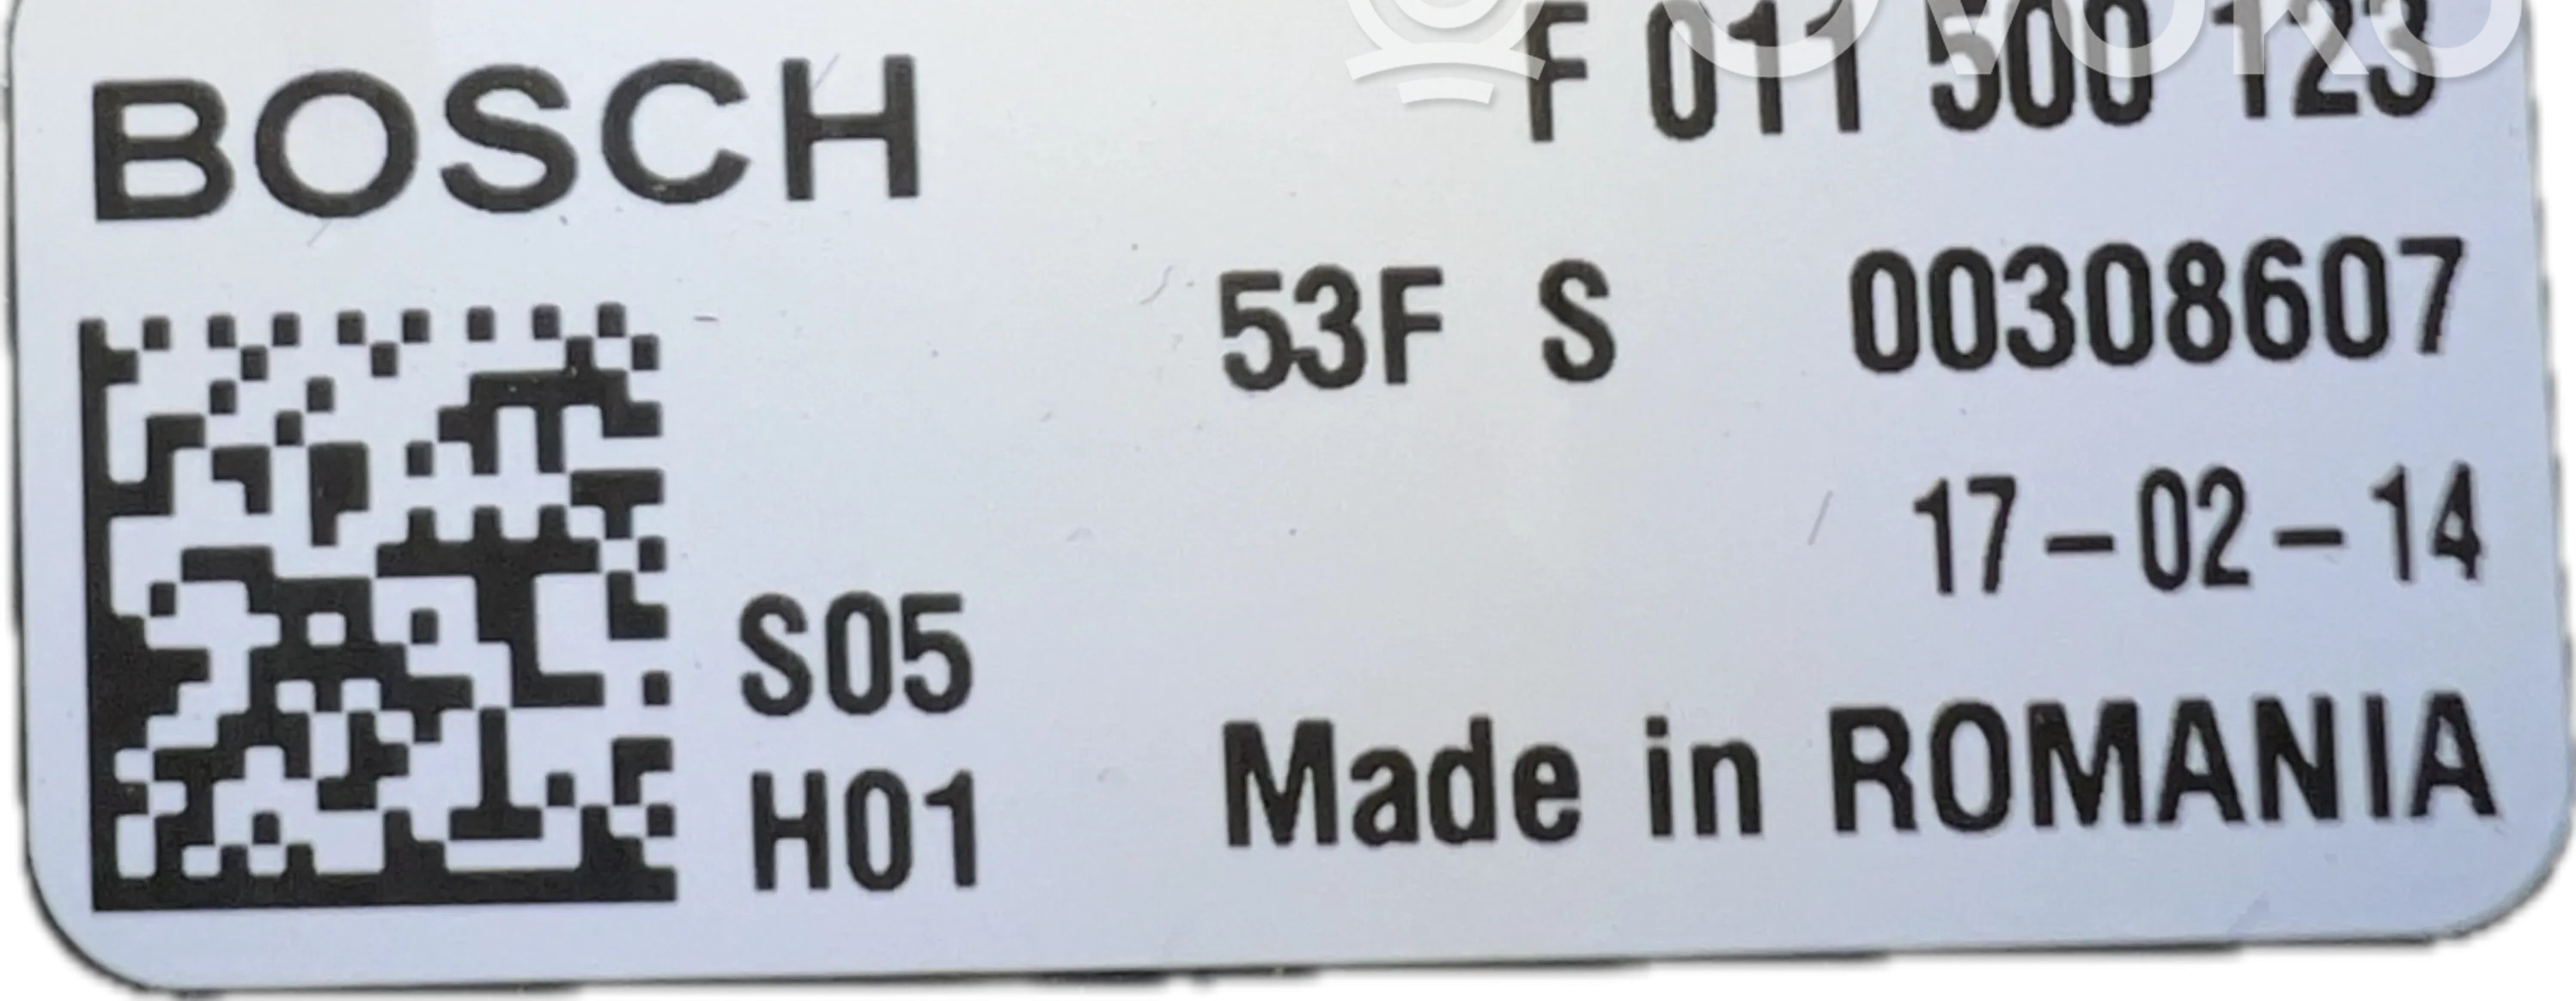 BOSCH
F 011 500 123
53F S 00308607
17-02-14
S05
H01
Made in ROMANIA